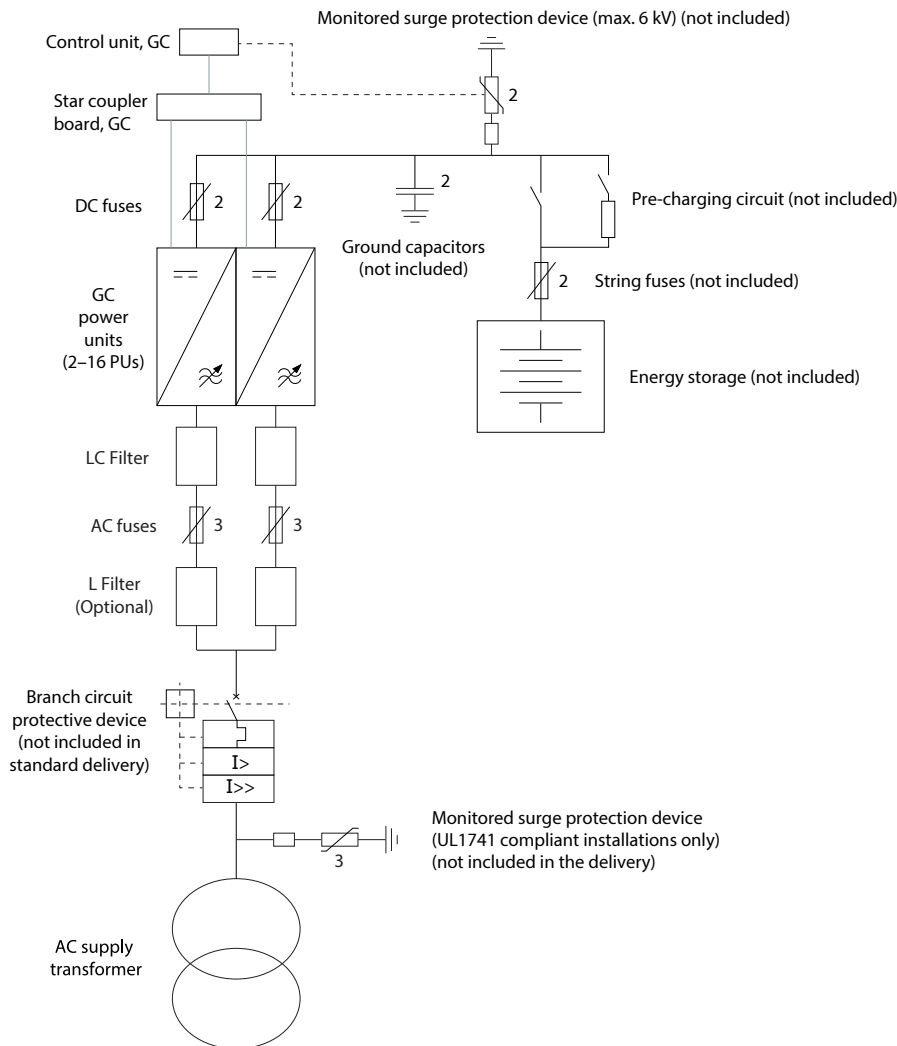 Monitored surge protection device (max. 6 kV) (not included)
Control unit, GC
2
Star coupler
board, GC
DC fuses
2
2
2
Ground capacitors
(not included)
Pre-charging circuit (not included)
2
String fuses (not included)
GC
power
units
(2–16 PUs)
Energy storage (not included)
LC Filter
AC fuses
3
3
L Filter
(Optional)
Branch circuit
protective device
(not included in
standard delivery)
I>
I>>
Monitored surge protection device
(UL1741 compliant installations only)
(not included in the delivery)
3
AC supply
transformer